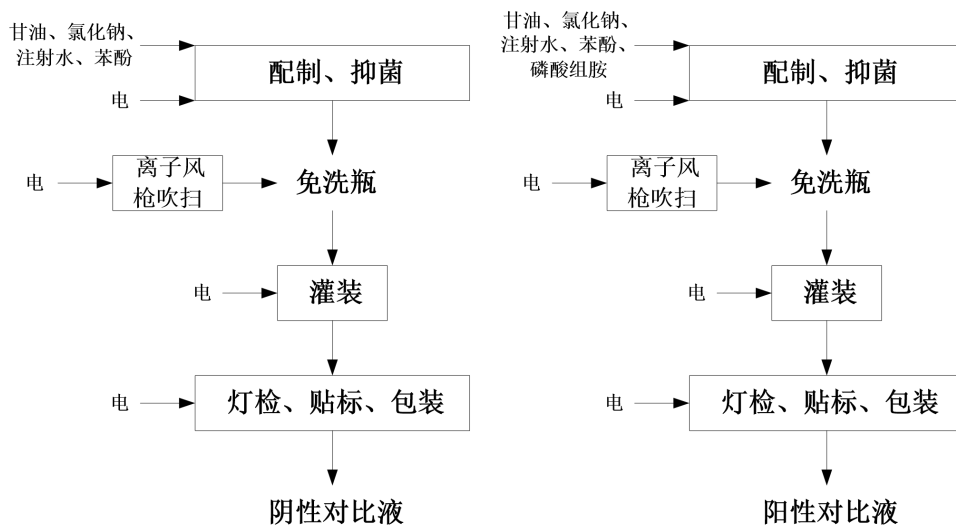 甘油、氯化钠、
注射水、苯酚
配制、抑菌
电
电
离子风
枪吹扫
免洗瓶
电
灌装
电
灯检、贴标、包装
阴性对比液
甘油、氯化钠、
注射水、苯酚、
磷酸组胺
配制、抑菌
电
电
离子风
枪吹扫
免洗瓶
电
灌装
电
灯检、贴标、包装
阳性对比液